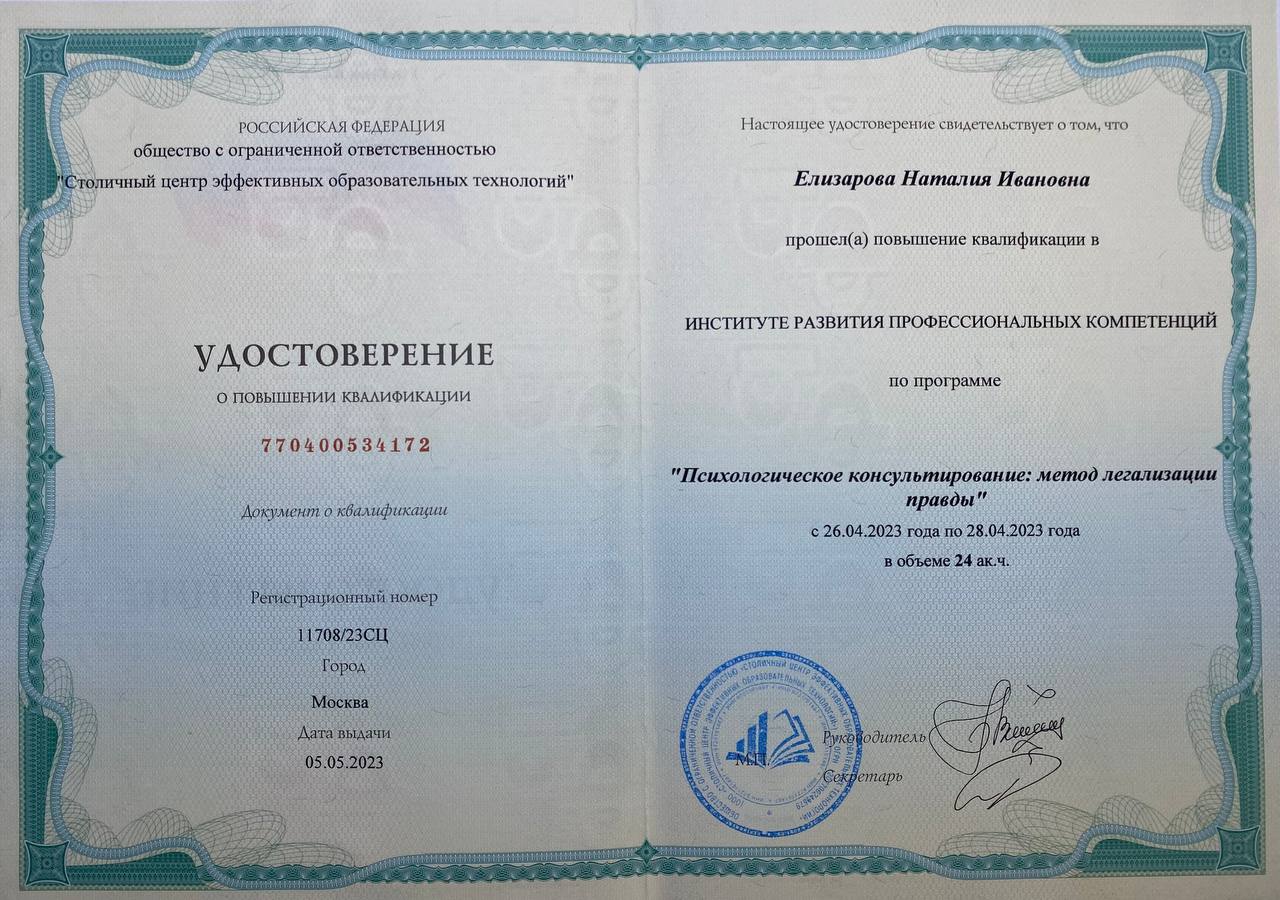 РОССИЙСКАЯ ФЕДЕРАЦИЯ
общество с ограниченной ответственностью
"Столичный центр эффективных образовательных технологий"
УДОСТОВЕРЕНИЕ
О ПОВЫШЕНИИ КВАЛИФИКАЦИИ
770400534172
Документ о квалификации
Регистрационный номер
11708/23СЦ
Город
Москва
Дата выдачи
05.05.2023
Настоящее удостоверение свидетельствует о том, что
Елизарова Наталия Ивановна
прошел(а) повышение квалификации в
ИНСТИТУТЕ РАЗВИТИЯ ПРОФЕССИОНАЛЬНЫХ КОМПЕТЕНЦИЙ
по программе
"Психологическое консультирование: метод легализации
правды"
с 26.04.2023 года по 28.04.2023 года
в объеме 24 ак.ч.
ОБЩЕСТВО С ОГРАНИЧЕННОЙ ОТВЕТСТВЕННОСТЬЮ «СТОЛИЧНЫЙ ЦЕНТР ЭФФЕКТИВНЫХ ОБРАЗОВАТЕЛЬНЫХ ТЕХНОЛОГИЙ»
М.П.
Руководитель
Секретарь